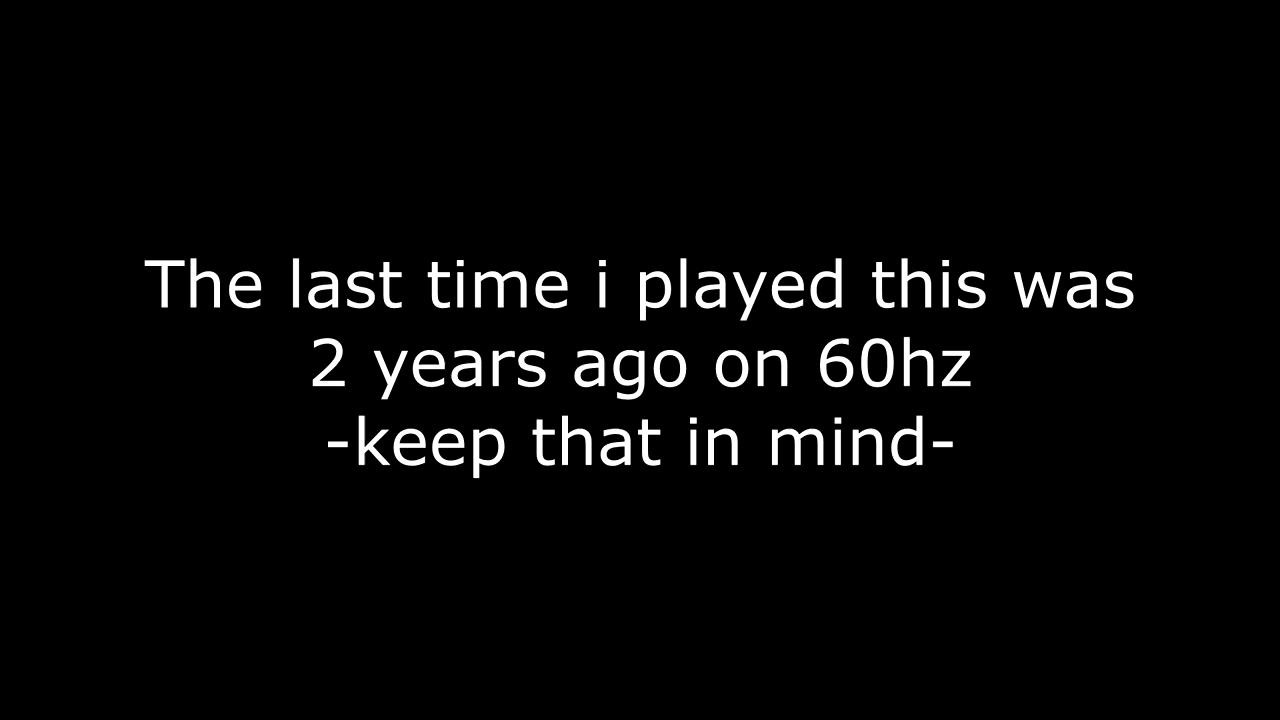 The last time i played this was
2 years ago on 60hz
-keep that in mind-